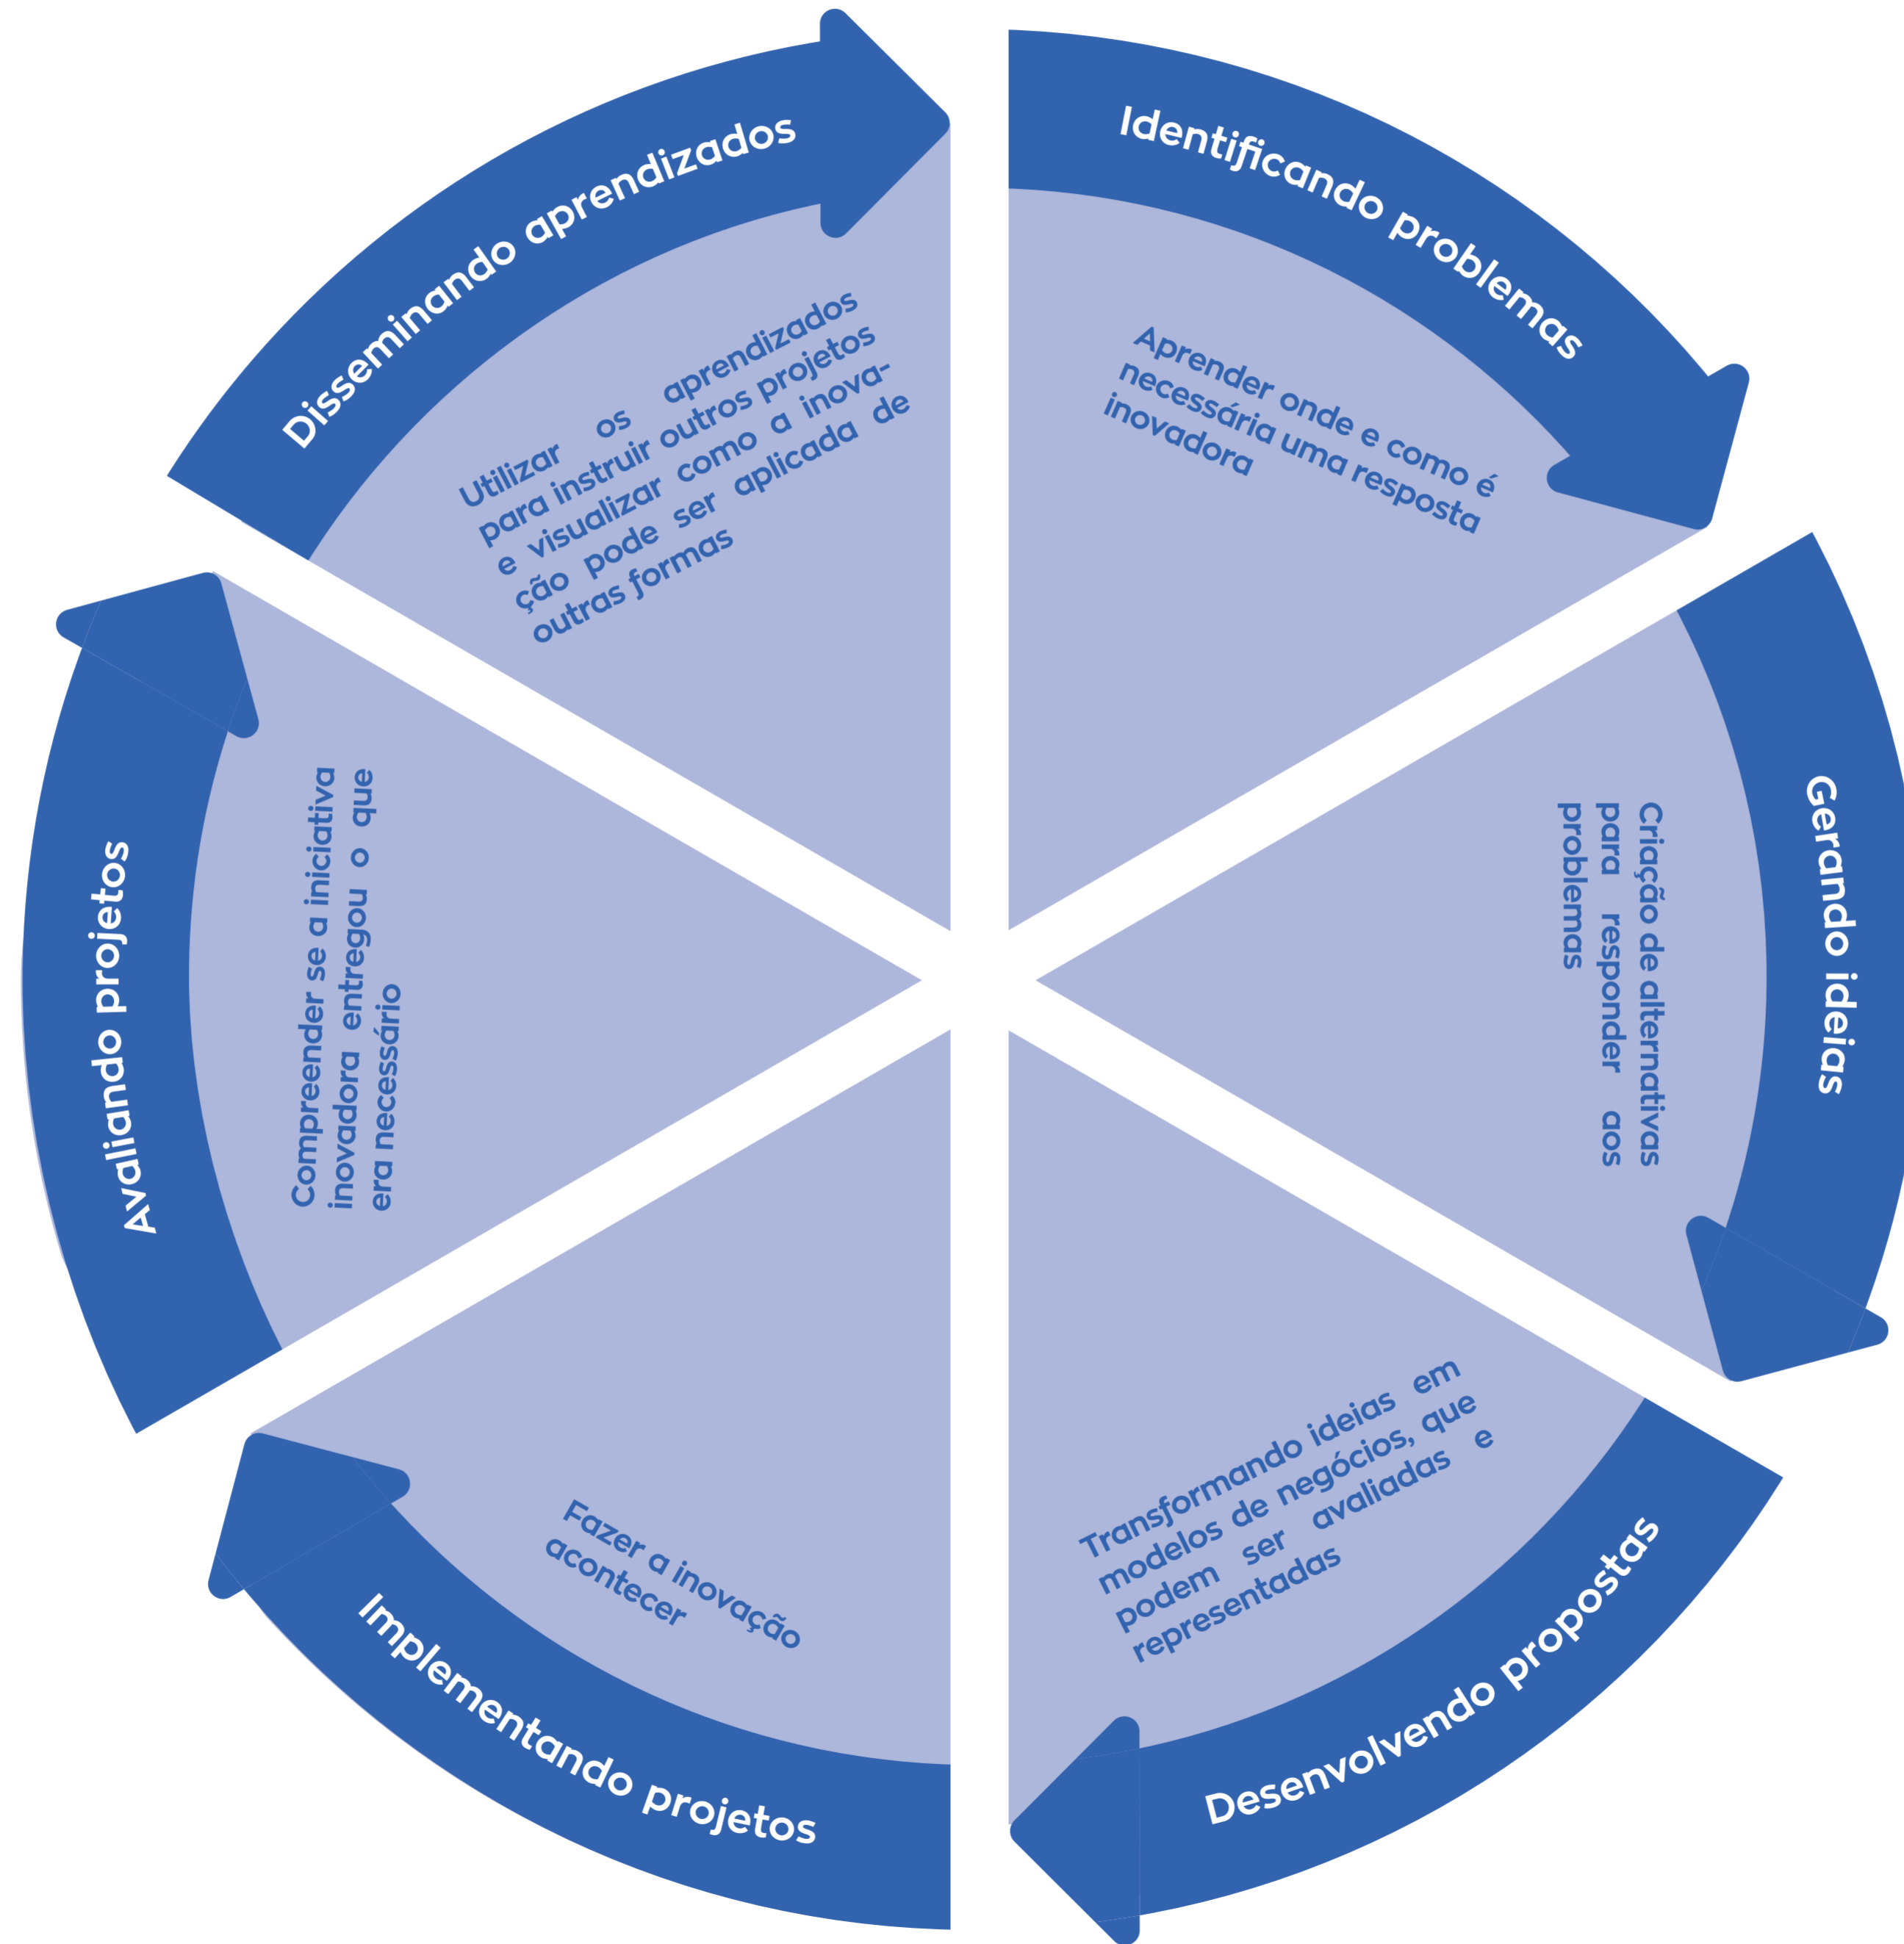 Identificando problemas
Aprender onde e como é
necessária uma resposta
inovadora
Gerando ideias
Criação de alternativas
para responder aos
problemas
Desenvolvendo propostas
Transformando ideias em
modelos de negócios, que
podem ser avaliadas e
representadas
Implementando projetos
Fazer a inovação
acontecer
Avaliando projetos
Compreender se a iniciativa
inovadora entregou o que
era necessário
Disseminando aprendizados
Utilizar os aprendizados
para instruir outros projetos
e visualizar como a inova-
ção pode ser aplicada de
outras formas